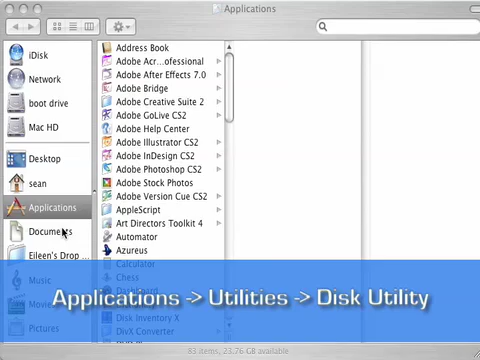 Applications
iDisk
Network
boot drive
Mac HD
Desktop
sean
Applications
Documents
Eileen's Drop ...
Music
Movies
Pictures
Address Book
Adobe Acr...ofessional
Adobe After Effects 7.0
Adobe Bridge
Adobe Creative Suite 2
Adobe GoLive CS2
Adobe Help Center
Adobe Illustrator CS2
Adobe InDesign CS2
Adobe Photoshop CS2
Adobe Stock Photos
Adobe Version Cue CS2
AppleScript
Art Directors Toolkit 4
Automator
Azureus
Calculator
Chess
Dashboard
Disk Inventory X
DivX Converter
Applications -> Utilities -> Disk Utility
83 items, 23.76 GB available